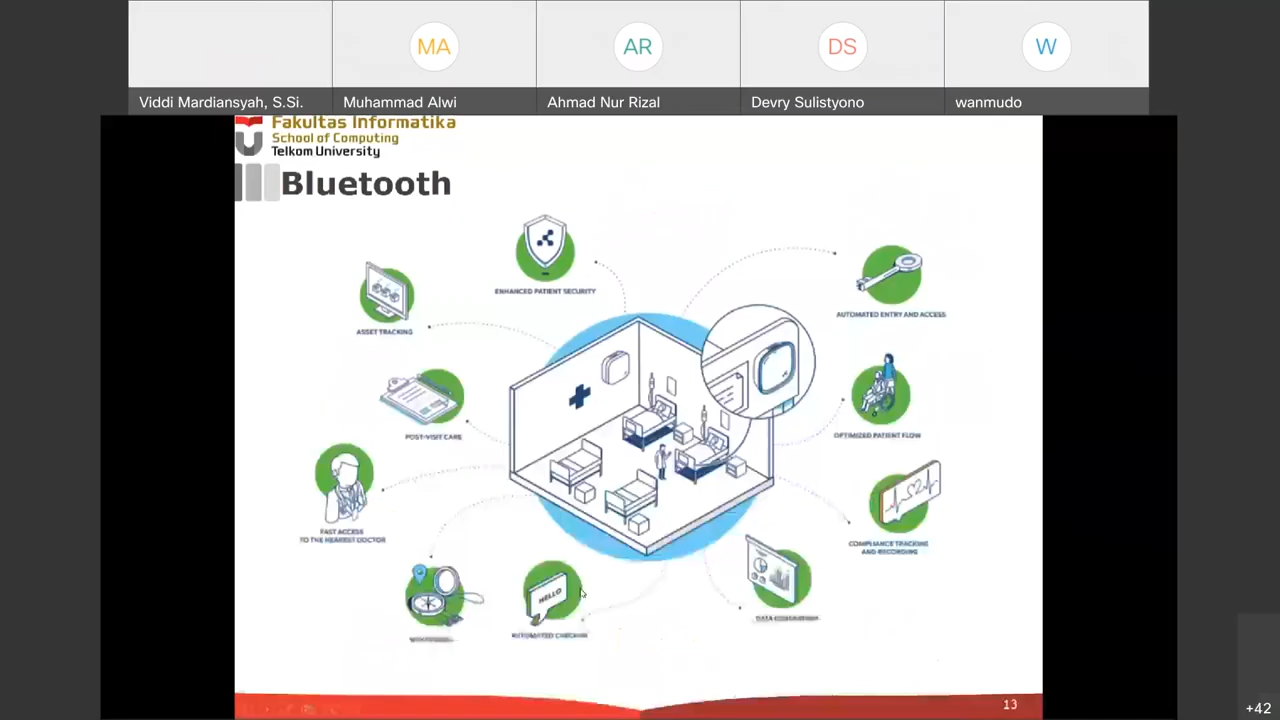 MA
AR
DS
W
Viddi Mardiansyah, S.Si.
Muhammad Alwi
Ahmad Nur Rizal
Devry Sulistyono
wanmudo
Fakultas Informatika
School of Computing
Telkom University
Bluetooth
ENHANCED PATIENT SECURITY
ASSET TRACKING
AUTOMATED ENTRY AND ACCESS
POST-VISIT CARE
OPTIMIZED PATIENT FLOW
FAST ACCESS
TO THE NEAREST DOCTOR
COMPLIANCE TRACKING
AND RECORDING
HELLO
AUTOMATED CHECK-IN
DATA
13
+42